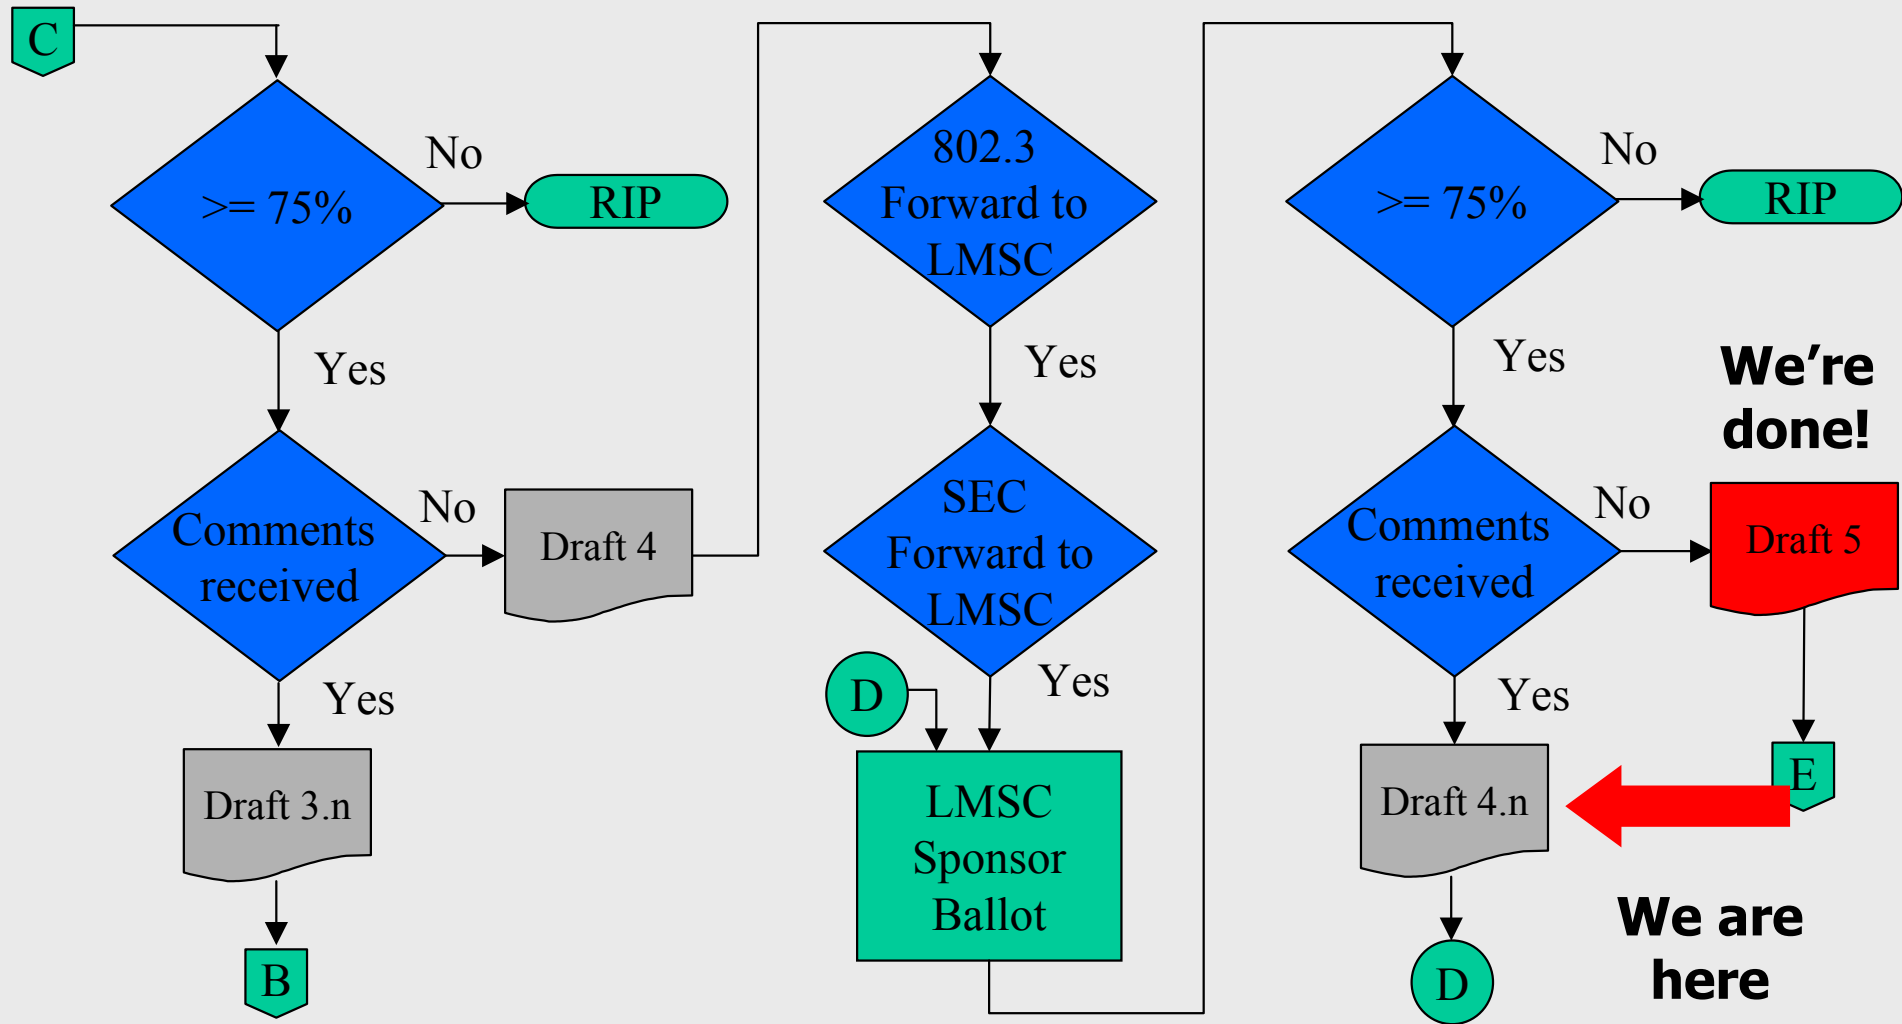 C
>= 75%
No
RIP
Yes
Comments
received
No
Draft 4
Yes
Draft 3.n
B
802.3
Forward to
LMSC
Yes
SEC
Forward to
LMSC
Yes
D
LMSC
Sponsor
Ballot
>= 75%
No
RIP
Yes
Comments
received
No
We’re
done!
Draft 5
E
Yes
Draft 4.n
D
We are
here